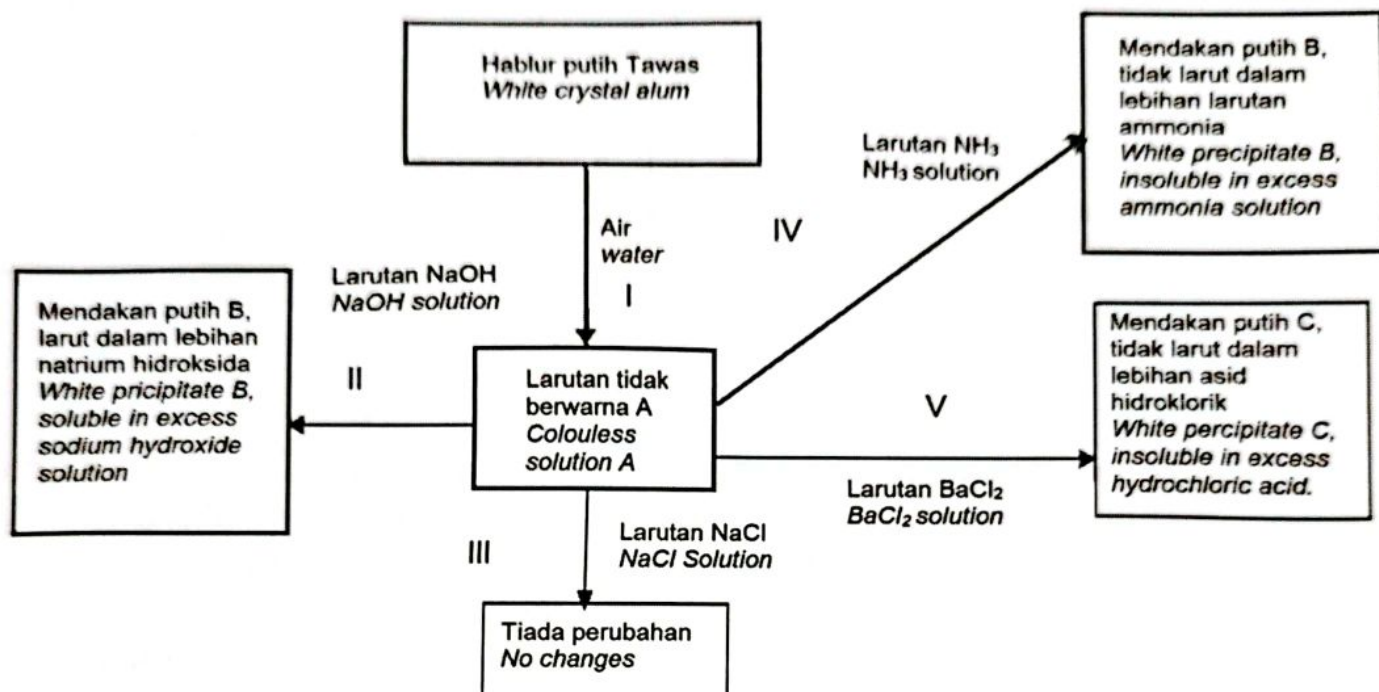 Hablur putih Tawas
White crystal alum
Air
water
I
Larutan NaOH
NaOH solution
II
Mendakan putih B,
larut dalam lebihan
natrium hidroksida
White pricipitate B,
soluble in excess
sodium hydroxide
solution
Larutan tidak
berwarna A
Colouless
solution A
III
Larutan NaCl
NaCl Solution
Tiada perubahan
No changes
IV
Larutan NH₃
NH₃ solution
Mendakan putih B,
tidak larut dalam
lebihan larutan
ammonia
White precipitate B,
insoluble in excess
ammonia solution
V
Larutan BaCl₂
BaCl₂ solution
Mendakan putih C,
tidak larut dalam
lebihan asid
hidroklorik
White percipitate C,
insoluble in excess
hydrochloric acid.